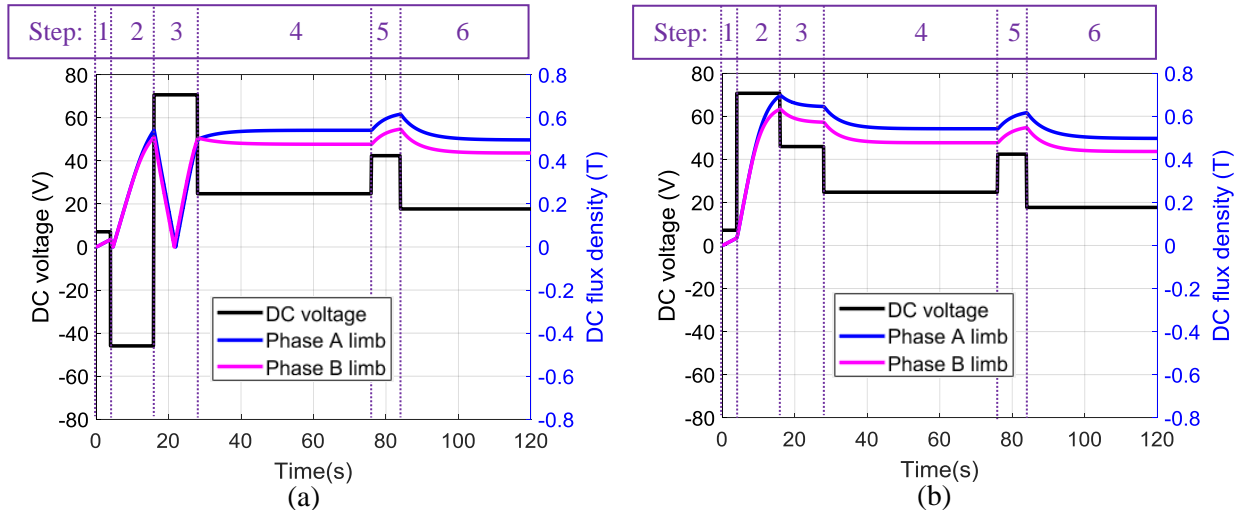 Step: 1 2 3 4 5 6
80
60
40
20
0
-20
-40
-60
-80
DC voltage (V)
0.8
0.6
0.4
0.2
0
-0.2
-0.4
-0.6
-0.8
DC flux density (T)
DC voltage
Phase A limb
Phase B limb
0 20 40 60 80 100 120
Time(s)
(a)
Step: 1 2 3 4 5 6
80
60
40
20
0
-20
-40
-60
-80
DC voltage (V)
0.8
0.6
0.4
0.2
0
-0.2
-0.4
-0.6
-0.8
DC flux density (T)
DC voltage
Phase A limb
Phase B limb
0 20 40 60 80 100 120
Time(s)
(b)